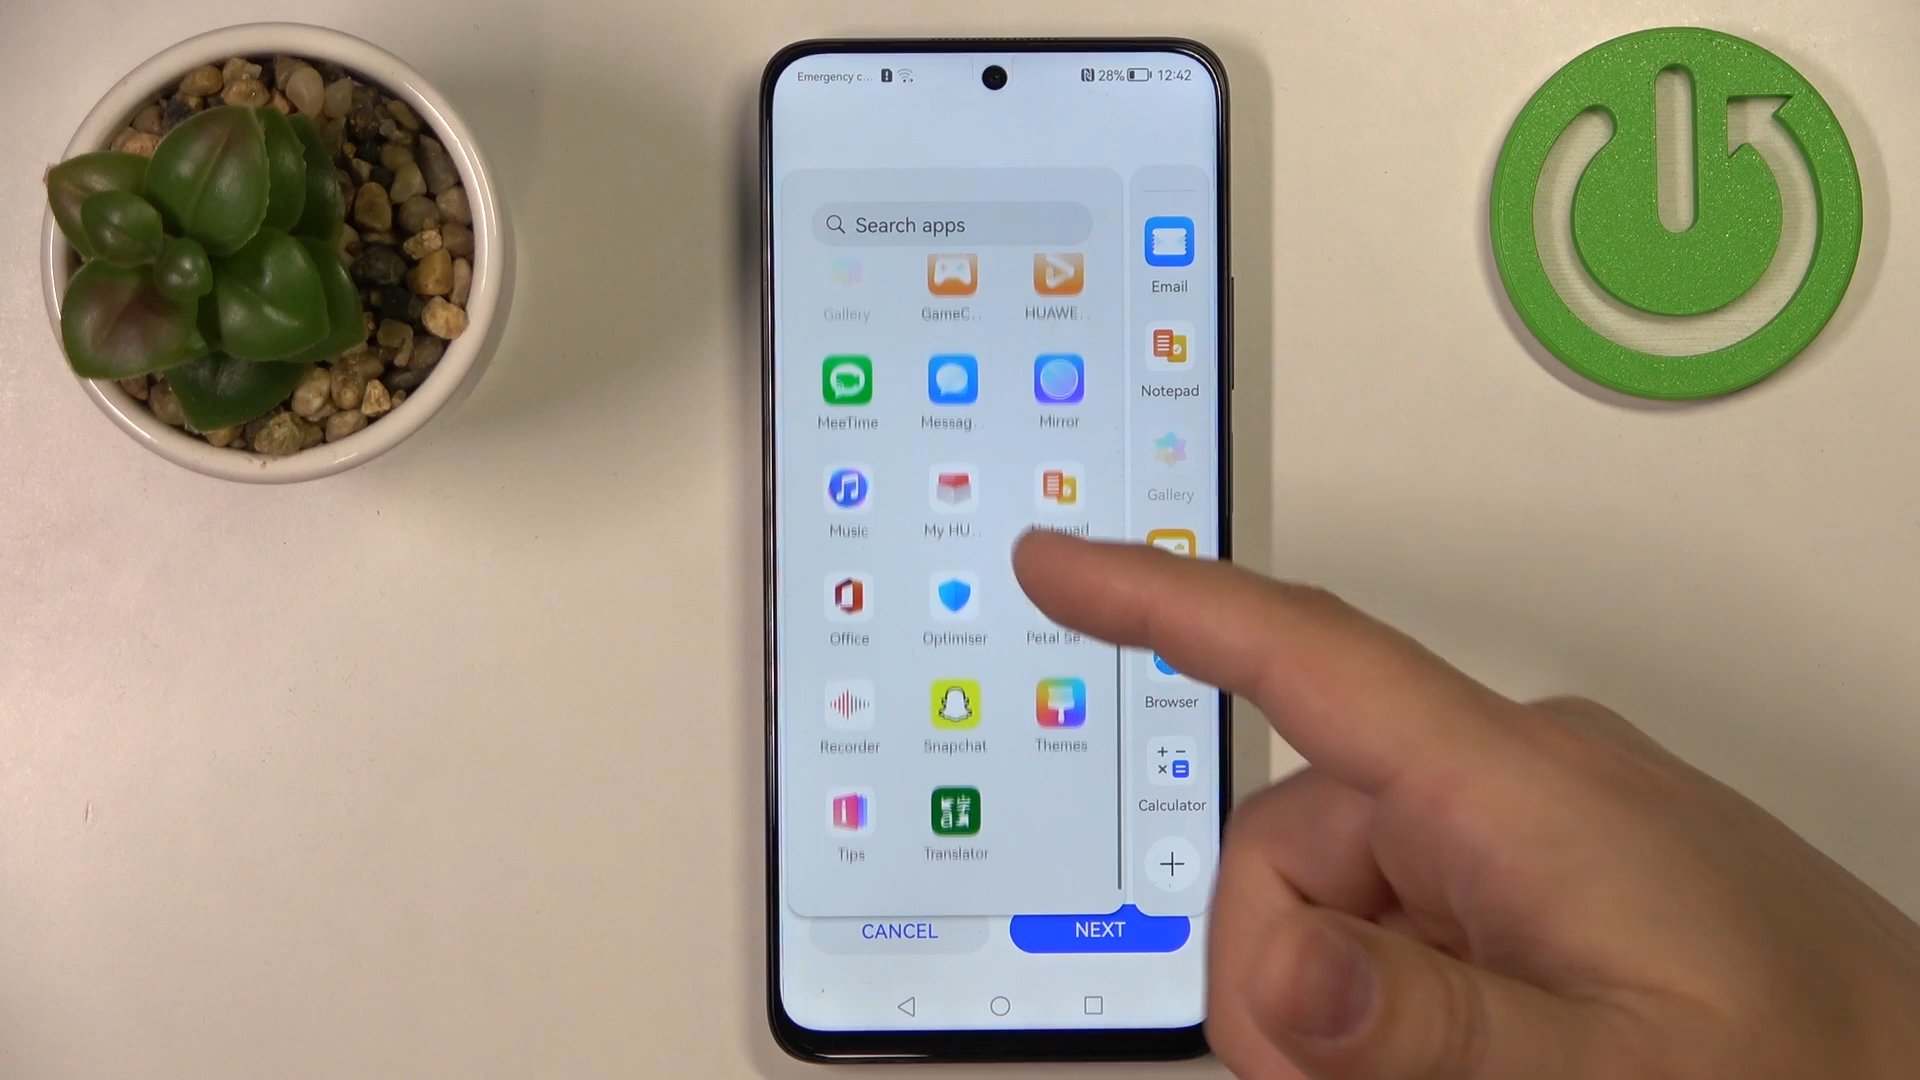 Emergency c...
28%
12:42
Search apps
Gallery
GameC..
HUAWE..
MeeTime
Messag..
Mirror
Music
My HU..
Notepad
Office
Optimiser
Petal Se..
Recorder
Snapchat
Themes
Tips
Translator
Email
Notepad
Gallery
Browser
Calculator
CANCEL
NEXT